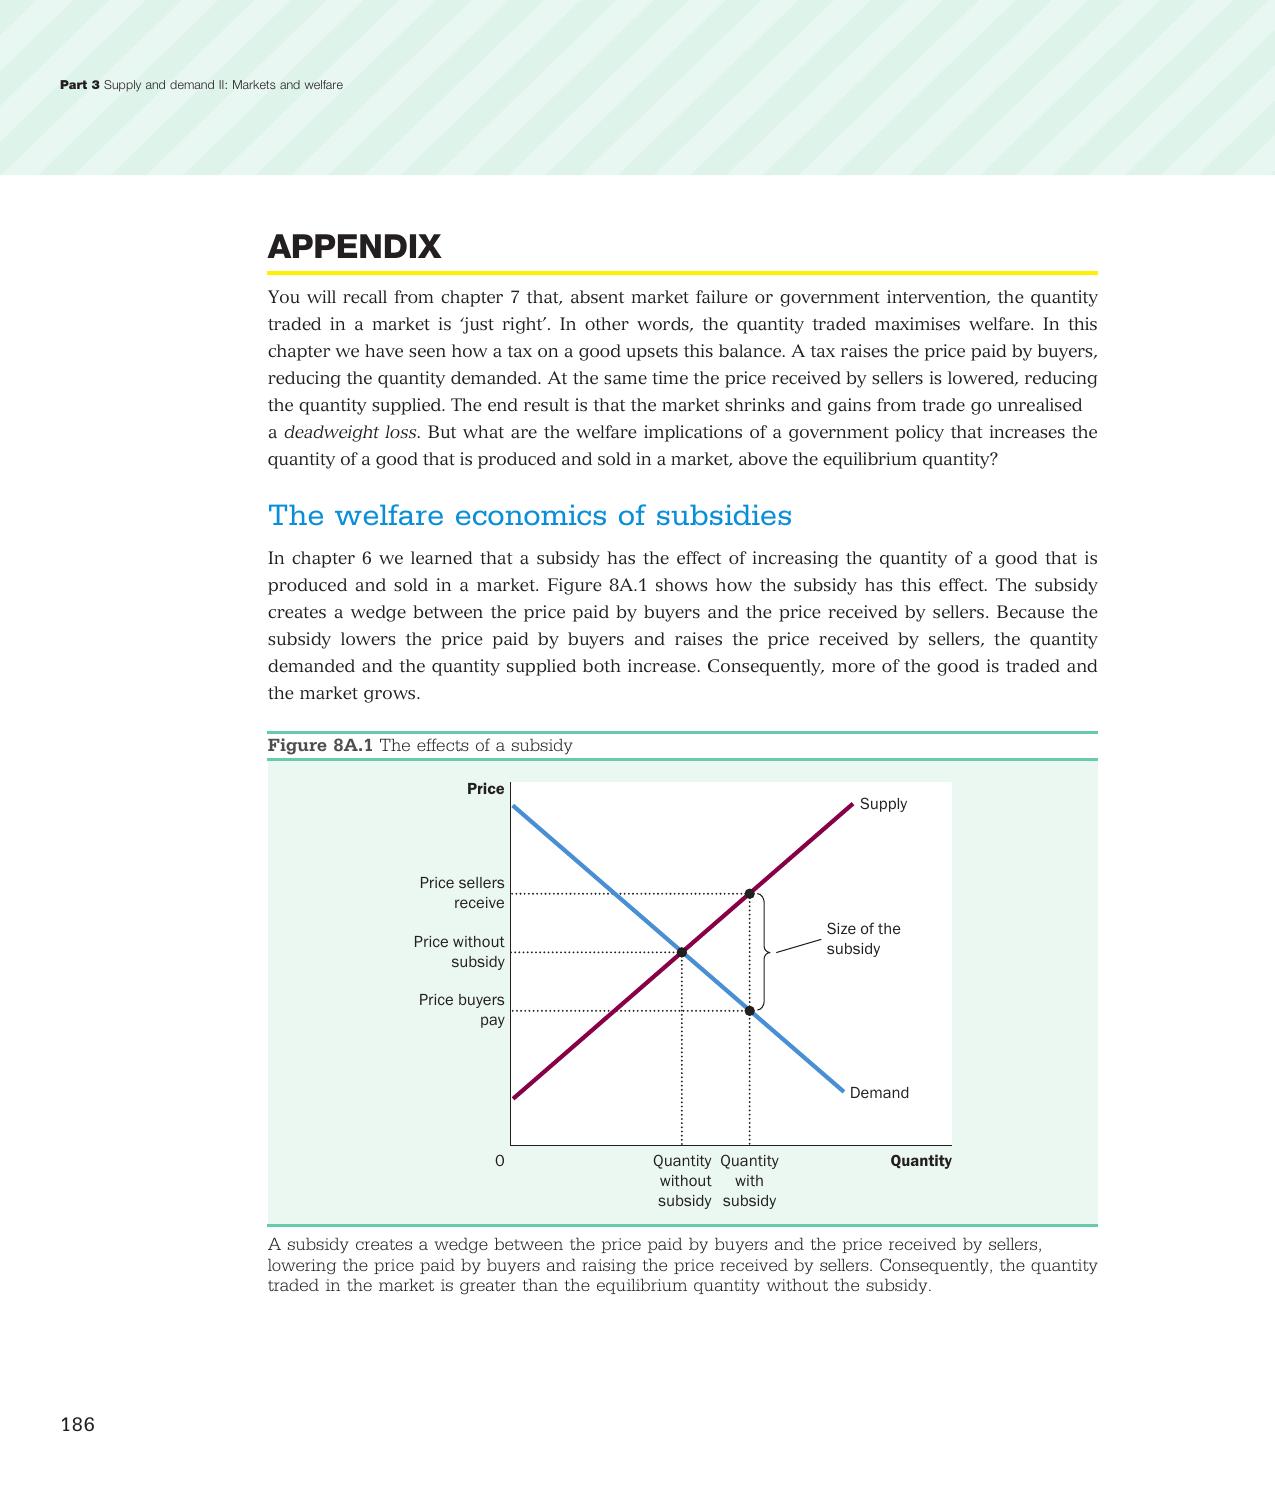 Part 3 Supply and demand II: Markets and welfare
APPENDIX
You will recall from chapter 7 that, absent market failure or government intervention, the quantity
traded in a market is ‘just right’. In other words, the quantity traded maximises welfare. In this
chapter we have seen how a tax on a good upsets this balance. A tax raises the price paid by buyers,
reducing the quantity demanded. At the same time the price received by sellers is lowered, reducing
the quantity supplied. The end result is that the market shrinks and gains from trade go unrealised
a deadweight loss. But what are the welfare implications of a government policy that increases the
quantity of a good that is produced and sold in a market, above the equilibrium quantity?
The welfare economics of subsidies
In chapter 6 we learned that a subsidy has the effect of increasing the quantity of a good that is
produced and sold in a market. Figure 8A.1 shows how the subsidy has this effect. The subsidy
creates a wedge between the price paid by buyers and the price received by sellers. Because the
subsidy lowers the price paid by buyers and raises the price received by sellers, the quantity
demanded and the quantity supplied both increase. Consequently, more of the good is traded and
the market grows.
Figure 8A.1 The effects of a subsidy
Price
Supply
Price sellers
receive
Size of the
subsidy
Price without
subsidy
Price buyers
pay
Demand
0
Quantity
without
subsidy
Quantity
with
subsidy
Quantity
A subsidy creates a wedge between the price paid by buyers and the price received by sellers,
lowering the price paid by buyers and raising the price received by sellers. Consequently, the quantity
traded in the market is greater than the equilibrium quantity without the subsidy.
186